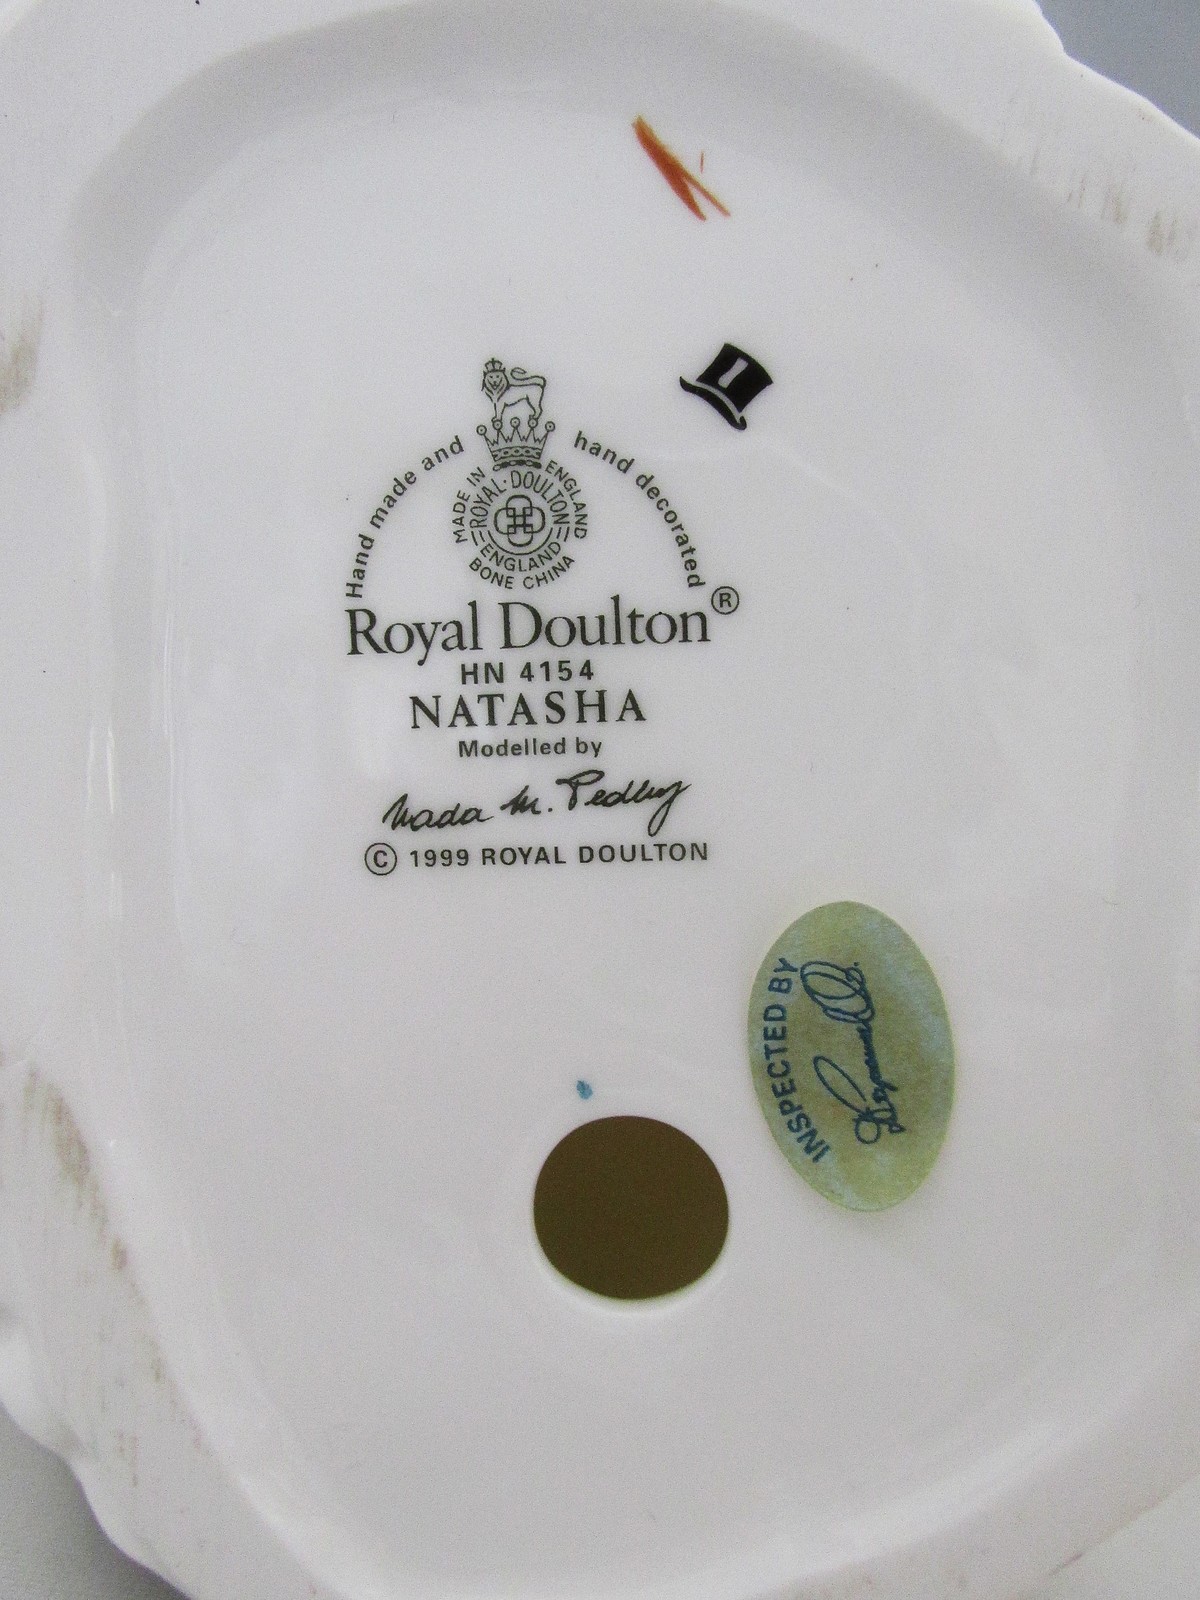 Hand made and hand decorated
MADE IN ENGLAND
ROYAL·DOULTON
ENGLAND
BONE CHINA
Royal Doulton®
HN 4154
NATASHA
Modelled by
Nada M. Pedley
© 1999 ROYAL DOULTON
INSPECTED BY